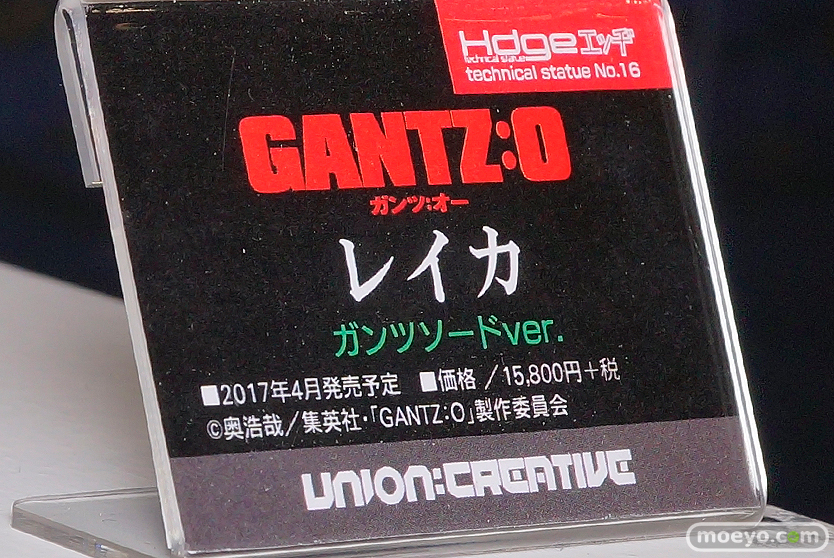 Hdgeエッヂ
technical statue
technical statue No.16
GANTZ:O
ガンツ:オー
レイカ
ガンツソードver.
■2017年4月発売予定 ■価格／15,800円＋税
©奥浩哉／集英社・「GANTZ:O」製作委員会
UNION:CREATIVE
moeyo.com